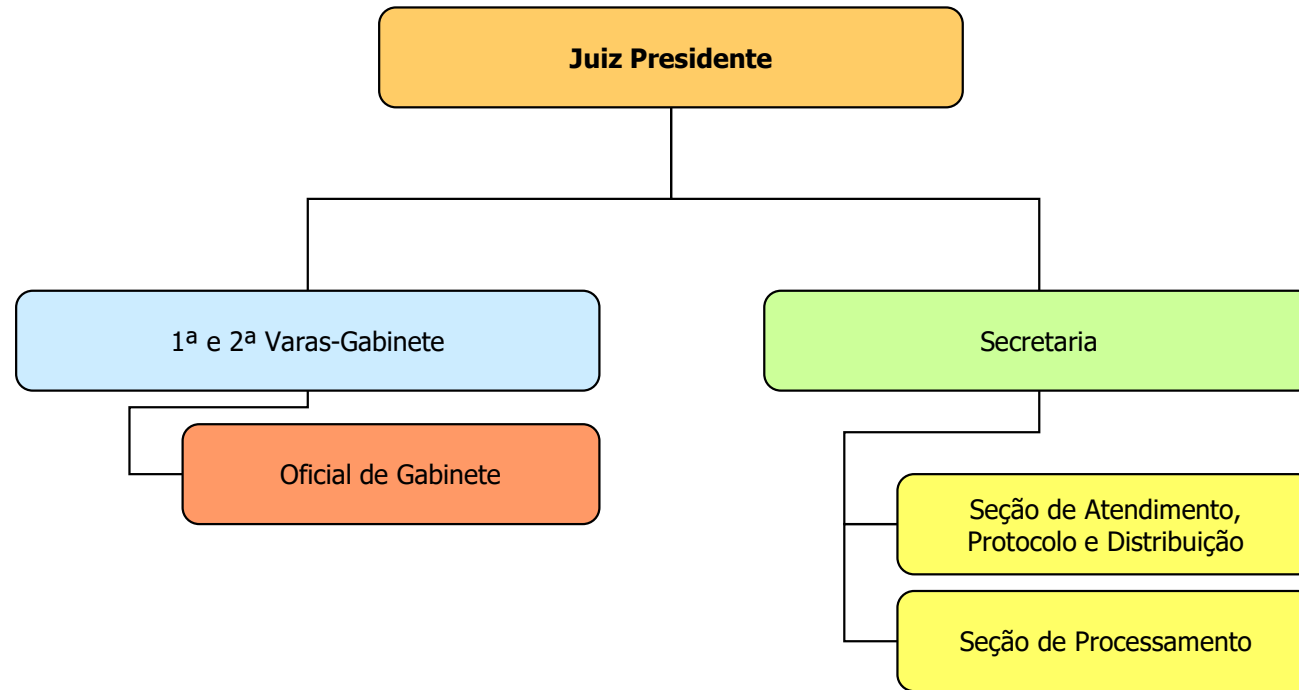 Juiz Presidente
1ª e 2ª Varas-Gabinete
Secretaria
Oficial de Gabinete
Seção de Atendimento,
Protocolo e Distribuição
Seção de Processamento